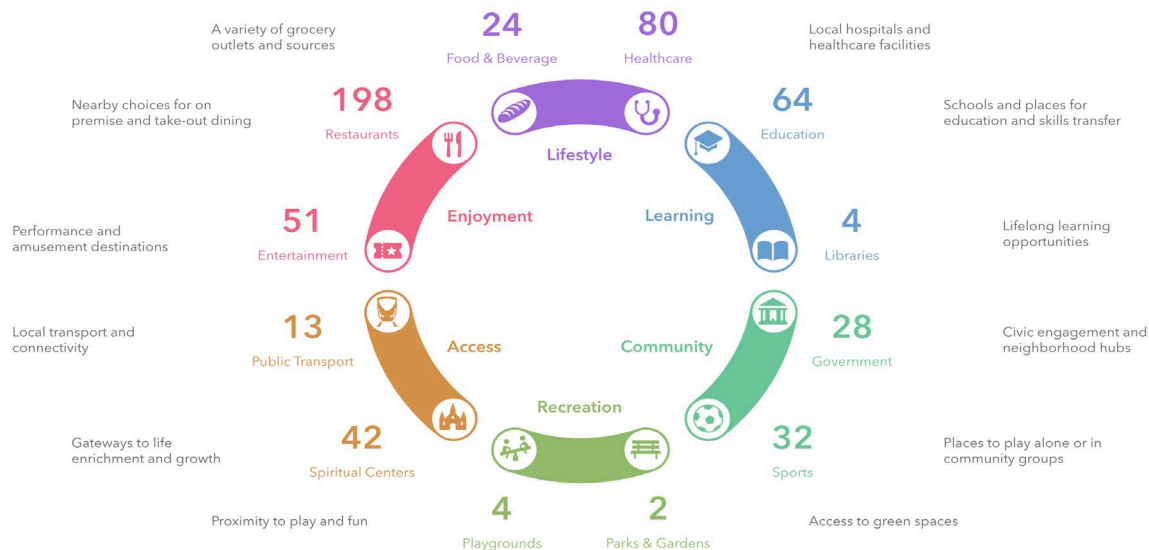 24
Food & Beverage
A variety of grocery
outlets and sources
80
Healthcare
Local hospitals and
healthcare facilities
198
Restaurants
Nearby choices for on
premise and take-out dining
64
Education
Schools and places for
education and skills transfer
Lifestyle
Enjoyment
Learning
51
Entertainment
Performance and
amusement destinations
4
Libraries
Lifelong learning
opportunities
13
Public Transport
Local transport and
connectivity
Access
Community
28
Government
Civic engagement and
neighborhood hubs
Recreation
42
Spiritual Centers
Gateways to life
enrichment and growth
32
Sports
Places to play alone or in
community groups
4
Playgrounds
Proximity to play and fun
2
Parks & Gardens
Access to green spaces